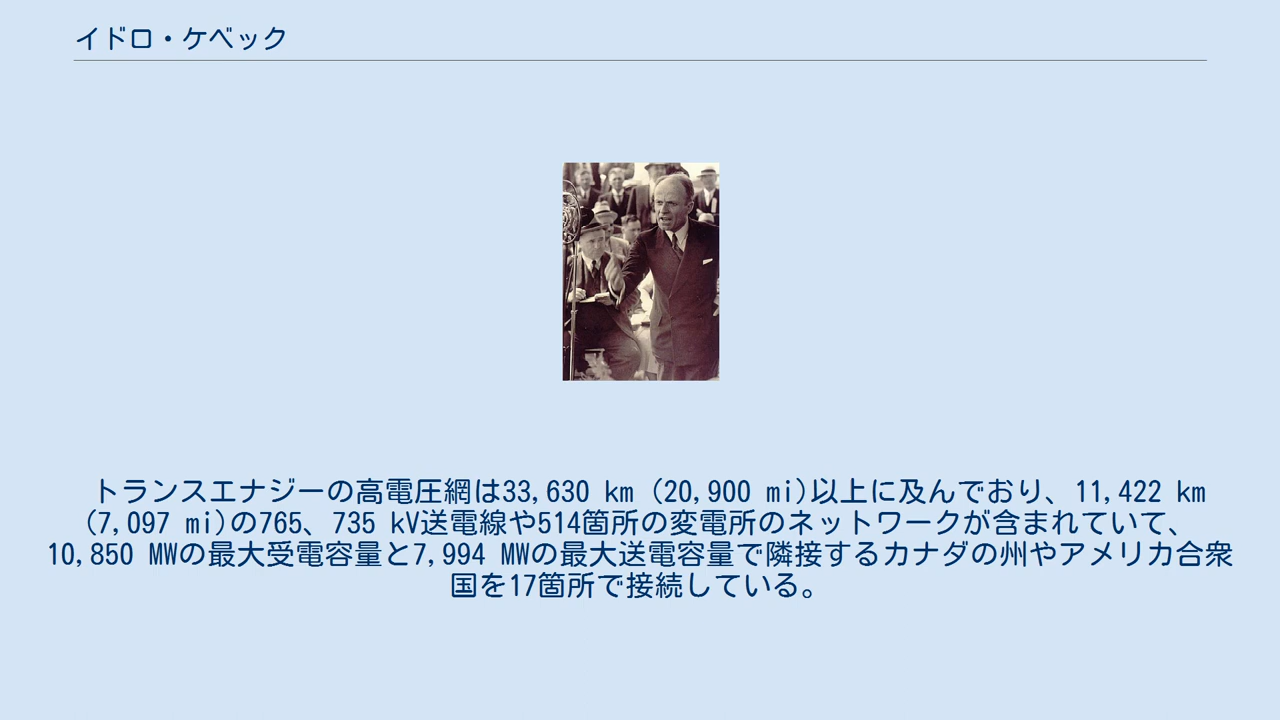 イドロ・ケベック
トランスエナジーの高電圧網は33,630 km (20,900 mi)以上に及んでおり、11,422 km
(7,097 mi)の765、735 kV送電線や514箇所の変電所のネットワークが含まれていて、
10,850 MWの最大受電容量と7,994 MWの最大送電容量で隣接するカナダの州やアメリカ合衆
国を17箇所で接続している。